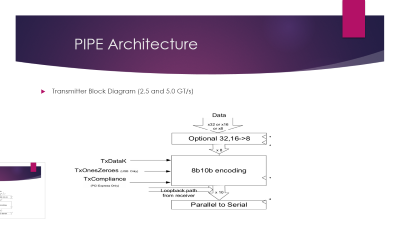 PIPE Architecture
Transmitter Block Diagram (2.5 and 5.0 GT/s)
Data
x32 or x16
or x8
Optional 32,16->8
x 8
TxDataK
8b10b encoding
TxOnesZeroes (USB Only)
TxCompliance
(PCI Express Only)
Loopback path
from receiver
x 10
Parallel to Serial